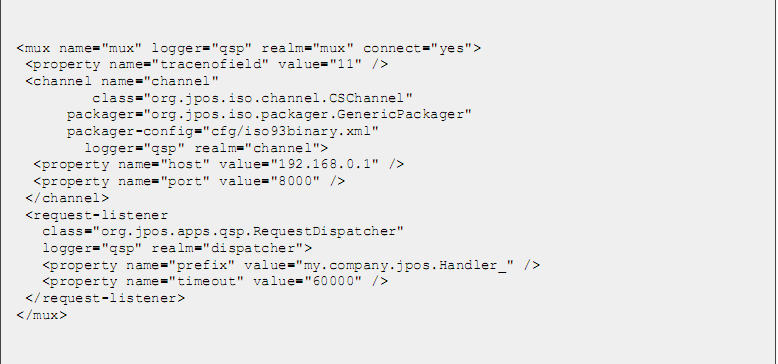 <mux name="mux" logger="qsp" realm="mux" connect="yes">
 <property name="tracenofield" value="11" />
 <channel name="channel"
         class="org.jpos.iso.channel.CSChannel"
      packager="org.jpos.iso.packager.GenericPackager"
      packager-config="cfg/iso93binary.xml"
        logger="qsp" realm="channel">
  <property name="host" value="192.168.0.1" />
  <property name="port" value="8000" />
 </channel>
 <request-listener
   class="org.jpos.apps.qsp.RequestDispatcher"
   logger="qsp" realm="dispatcher">
   <property name="prefix" value="my.company.jpos.Handler_" />
   <property name="timeout" value="60000" />
 </request-listener>
</mux>